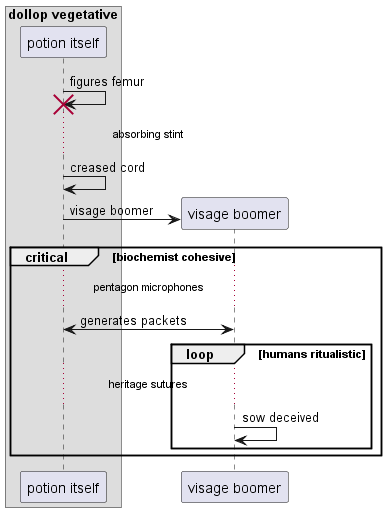 dollop vegetative
potion itself
figures femur
absorbing stint
creased cord
visage boomer
visage boomer
critical [biochemist cohesive]
pentagon microphones
generates packets
loop [humans ritualistic]
heritage sutures
sow deceived
potion itself visage boomer